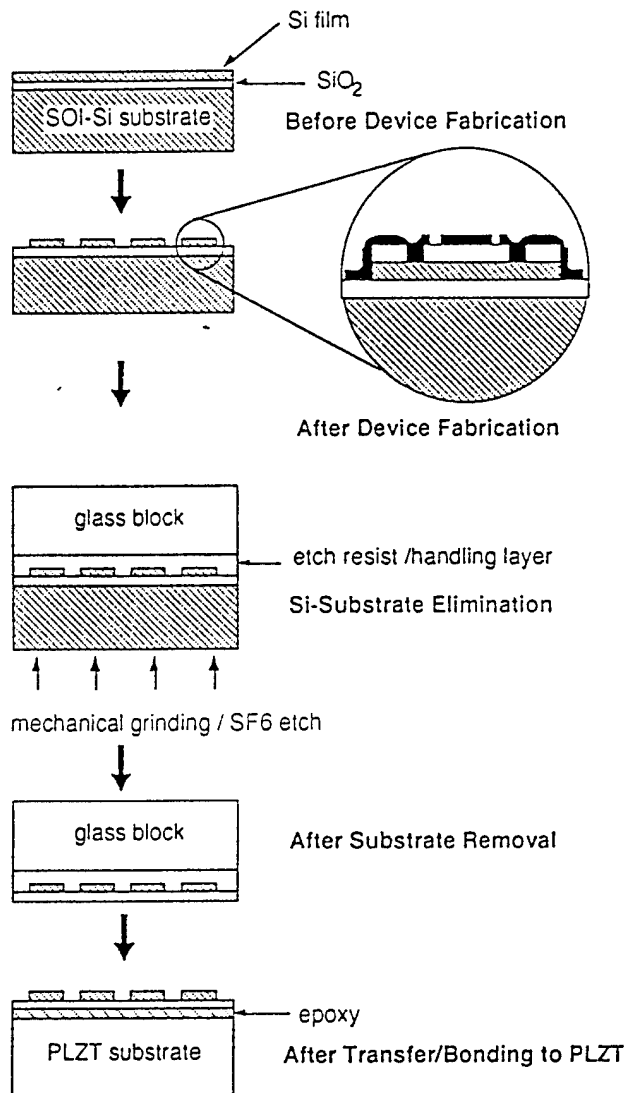 Si film
SiO2
SOI-Si substrate
Before Device Fabrication
After Device Fabrication
glass block
etch resist /handling layer
Si-Substrate Elimination
mechanical grinding / SF6 etch
glass block
After Substrate Removal
epoxy
PLZT substrate
After Transfer/Bonding to PLZT